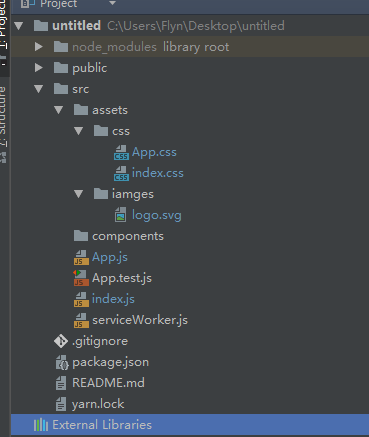 Project
untitled C:\Users\Flyn\Desktop\untitled
node_modules library root
public
src
assets
css
App.css
index.css
iamges
logo.svg
components
App.js
App.test.js
index.js
serviceWorker.js
.gitignore
package.json
README.md
yarn.lock
External Libraries
1: Project
7: Structure